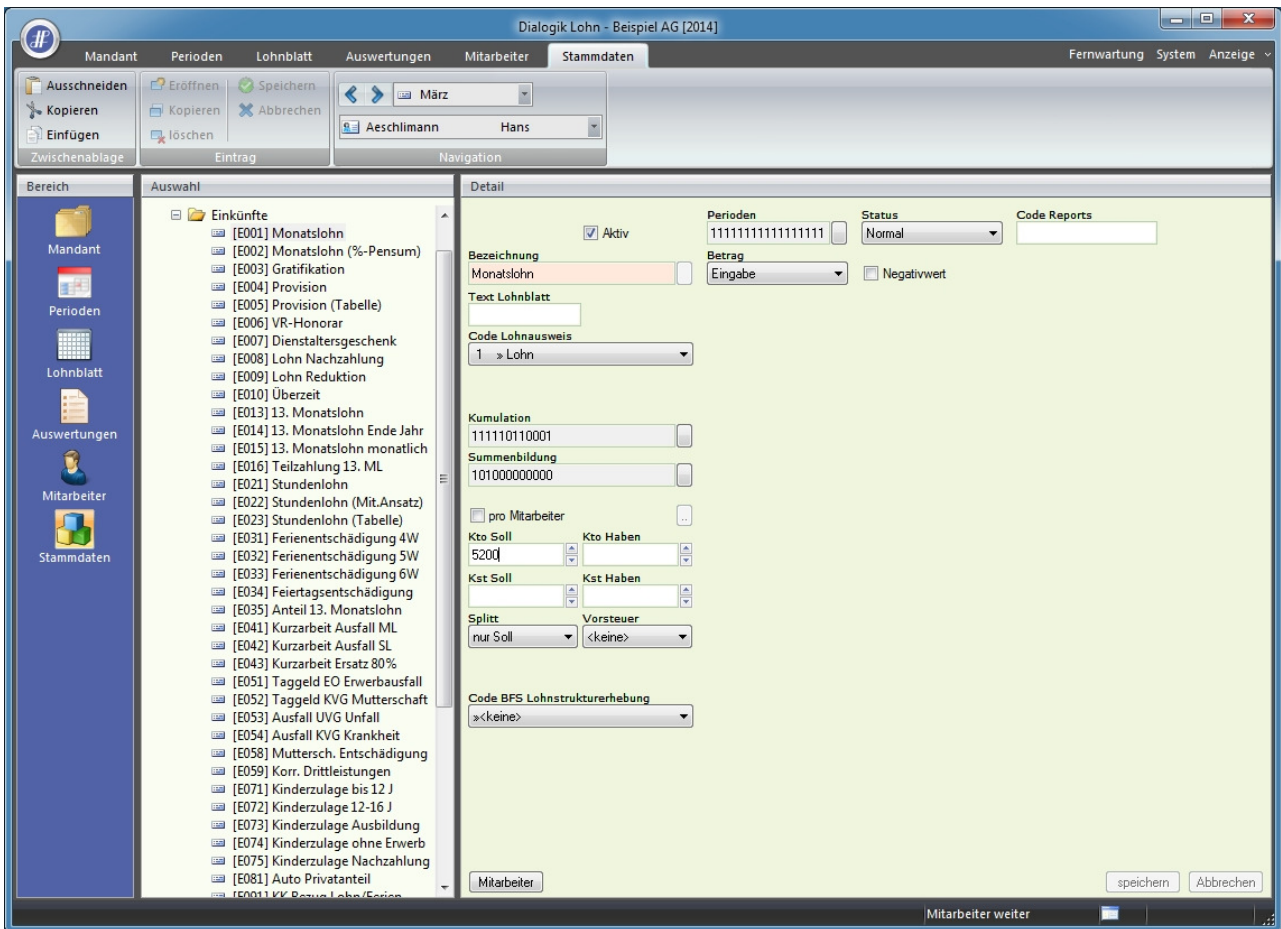 Dialogik Lohn - Beispiel AG [2014]
Mandant Perioden Lohnblatt Auswertungen Mitarbeiter Stammdaten Fernwartung System Anzeige
Ausschneiden Eröffnen Speichern
März
Kopieren Kopieren Abbrechen
Einfügen löschen
Aeschlimann Hans
Zwischenablage Eintrag Navigation
Bereich
Mandant
Perioden
Lohnblatt
Auswertungen
Mitarbeiter
Stammdaten
Auswahl
Einkünfte
[E001] Monatslohn
[E002] Monatslohn (%-Pensum)
[E003] Gratifikation
[E004] Provision
[E005] Provision (Tabelle)
[E006] VR-Honorar
[E007] Dienstaltersgeschenk
[E008] Lohn Nachzahlung
[E009] Lohn Reduktion
[E010] Überzeit
[E013] 13. Monatslohn
[E014] 13. Monatslohn Ende Jahr
[E015] 13. Monatslohn monatlich
[E016] Teilzahlung 13. ML
[E021] Stundenlohn
[E022] Stundenlohn (Mit.Ansatz)
[E023] Stundenlohn (Tabelle)
[E031] Ferienentschädigung 4W
[E032] Ferienentschädigung 5W
[E033] Ferienentschädigung 6W
[E034] Feiertagsentschädigung
[E035] Anteil 13. Monatslohn
[E041] Kurzarbeit Ausfall ML
[E042] Kurzarbeit Ausfall SL
[E043] Kurzarbeit Ersatz 80%
[E051] Taggeld EO Erwerbausfall
[E052] Taggeld KVG Mutterschaft
[E053] Ausfall UVG Unfall
[E054] Ausfall KVG Krankheit
[E058] Muttersch. Entschädigung
[E059] Korr. Drittleistungen
[E071] Kinderzulage bis 12 J
[E072] Kinderzulage 12-16 J
[E073] Kinderzulage Ausbildung
[E074] Kinderzulage ohne Erwerb
[E075] Kinderzulage Nachzahlung
[E081] Auto Privatanteil
[E091] KK Bezug Lohn/Ferien
Detail
Perioden Status Code Reports
Aktiv 11111111111111111 Normal
Bezeichnung Betrag
Monatslohn Eingabe Negativwert
Text Lohnblatt
Code Lohnausweis
1 » Lohn
Kumulation
111110110001
Summenbildung
101000000000
pro Mitarbeiter ..
Kto Soll Kto Haben
5200
Kst Soll Kst Haben
Splitt Vorsteuer
nur Soll <keine>
Code BFS Lohnstrukturerhebung
»<keine>
Mitarbeiter speichern Abbrechen
Mitarbeiter weiter